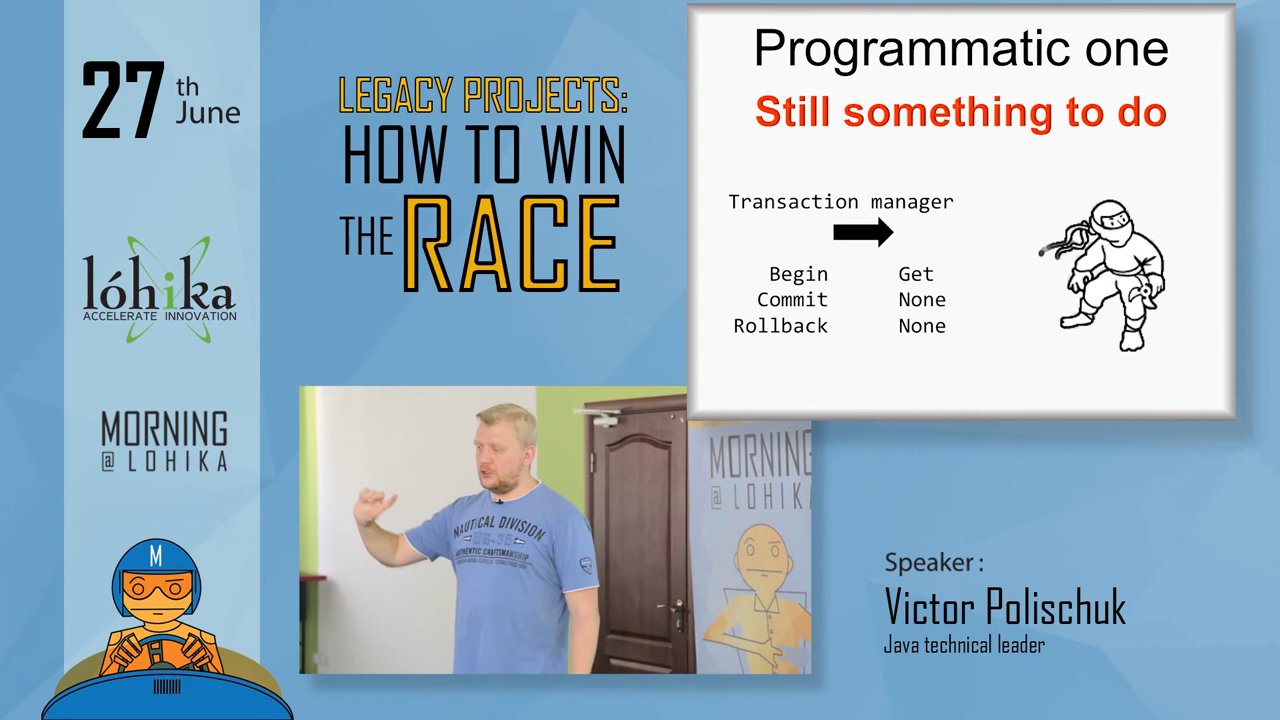 27
th
June
lóhika
ACCELERATE INNOVATION
MORNING
@ LOHIKA
M
LEGACY PROJECTS:
HOW TO WIN
THE RACE
Programmatic one
Still something to do
Transaction manager
Begin Get
Commit None
Rollback None
NAUTICAL DIVISION
AUTHENTIC CRAFTSMANSHIP
MORNING
@ LOHIKA
Speaker :
Victor Polischuk
Java technical leader